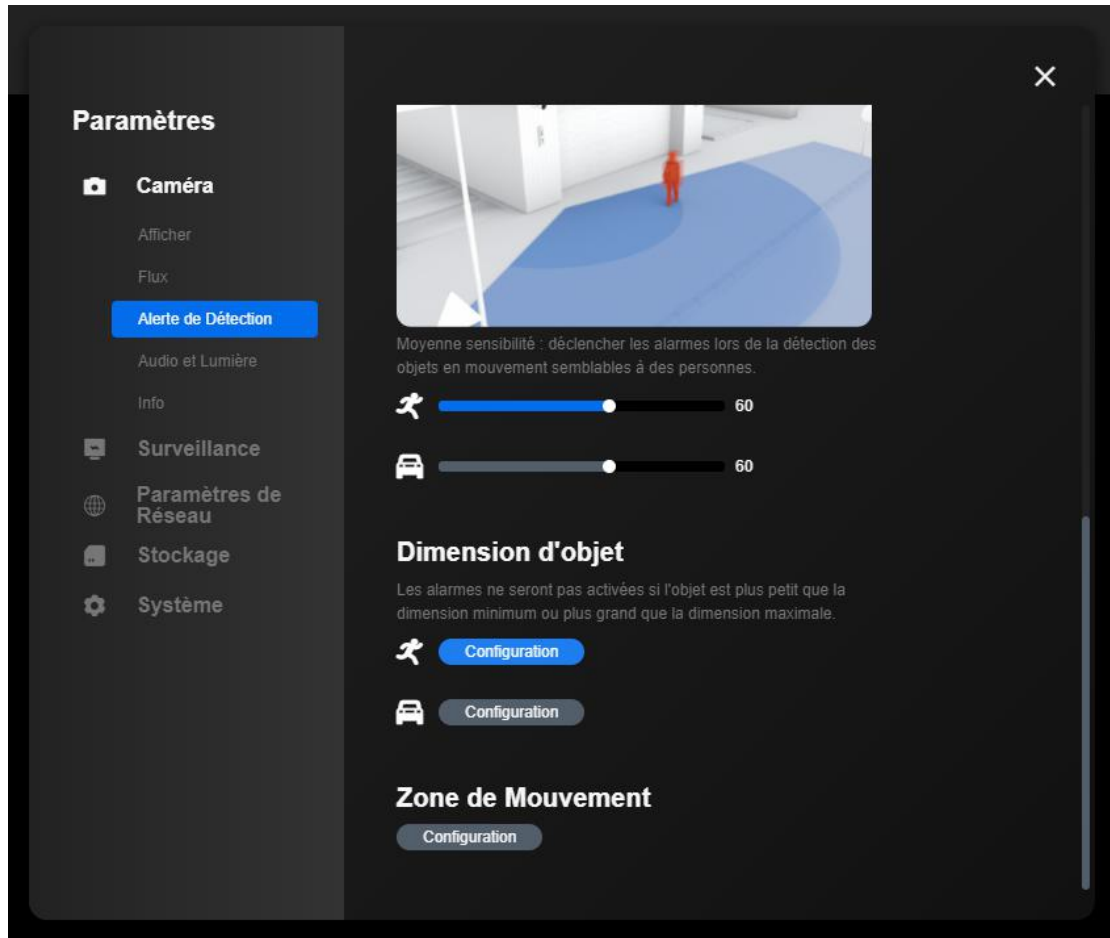 Paramètres
Caméra
Afficher
Flux
Alerte de Détection
Audio et Lumière
Info
Surveillance
Paramètres de
Réseau
Stockage
Système
Moyenne sensibilité : déclencher les alarmes lors de la détection des
objets en mouvement semblables à des personnes.
60
60
Dimension d'objet
Les alarmes ne seront pas activées si l'objet est plus petit que la
dimension minimum ou plus grand que la dimension maximale.
Configuration
Configuration
Zone de Mouvement
Configuration